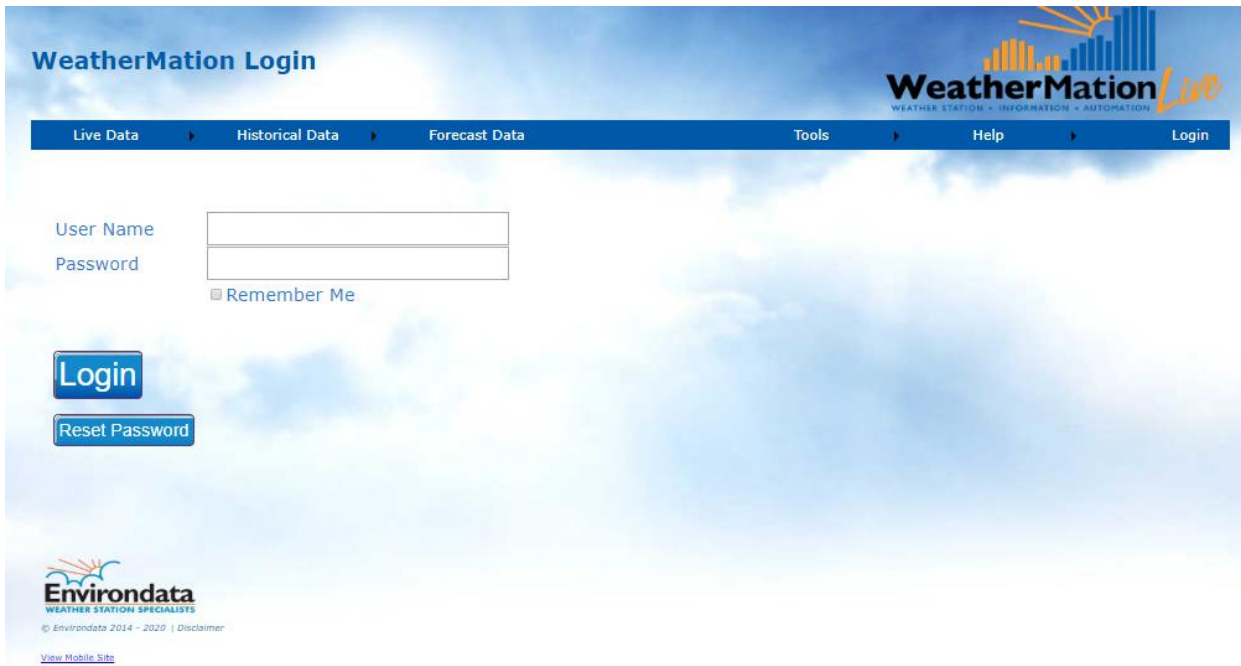 WeatherMation Login
WeatherMation Live
WEATHER STATION • INFORMATION • AUTOMATION
Live Data Historical Data Forecast Data Tools Help Login
User Name
Password
Remember Me
Login
Reset Password
Environdata
WEATHER STATION SPECIALISTS
© Environdata 2014 - 2020 | Disclaimer
View Mobile Site